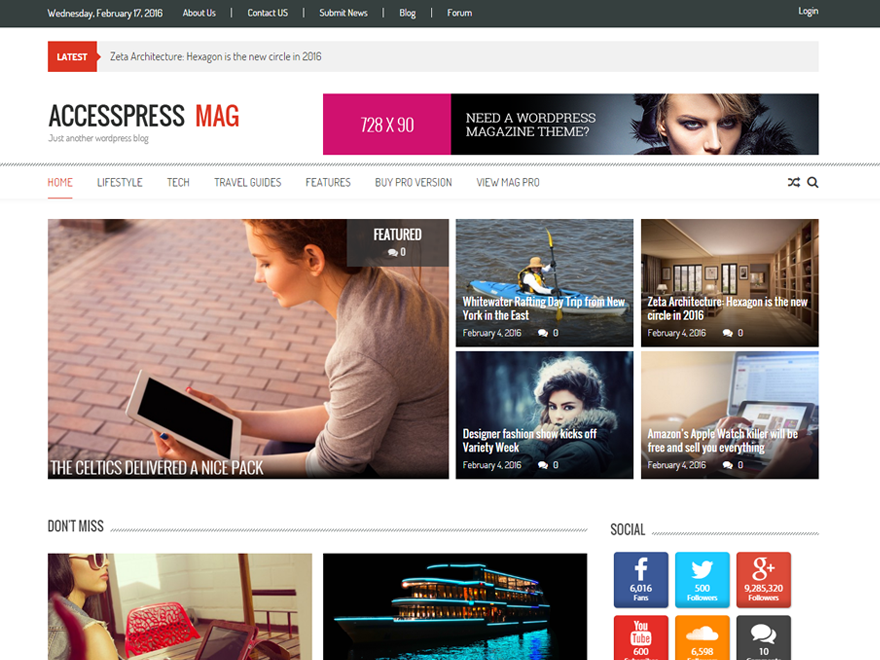 Wednesday, February 17, 2016 About Us | Contact US | Submit News | Blog | Forum Login
LATEST Zeta Architecture: Hexagon is the new circle in 2016
ACCESSPRESS MAG
Just another wordpress blog
728 X 90
NEED A WORDPRESS
MAGAZINE THEME?
HOME LIFESTYLE TECH TRAVEL GUIDES FEATURES BUY PRO VERSION VIEW MAG PRO
FEATURED
0
THE CELTICS DELIVERED A NICE PACK
Whitewater Rafting Day Trip from New
York in the East
February 4, 2016 0
Zeta Architecture: Hexagon is the new
circle in 2016
February 4, 2016 0
Designer fashion show kicks off
Variety Week
February 4, 2016 0
Amazon's Apple Watch killer will be
free and sell you everything
February 4, 2016 0
DON'T MISS
SOCIAL
6,016
Fans
500
Followers
9,285,320
Followers
You
Tube
600
6,598
10